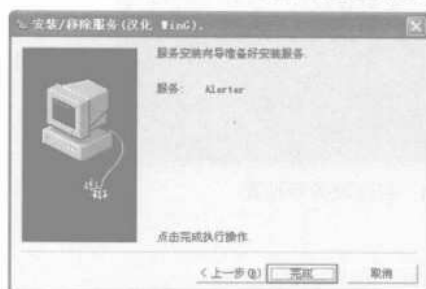 安装/移除服务(汉化 WinG).
服务安装向导准备好安装服务
服务: Alerter
点击完成执行操作
<上一步(B) 完成 取消